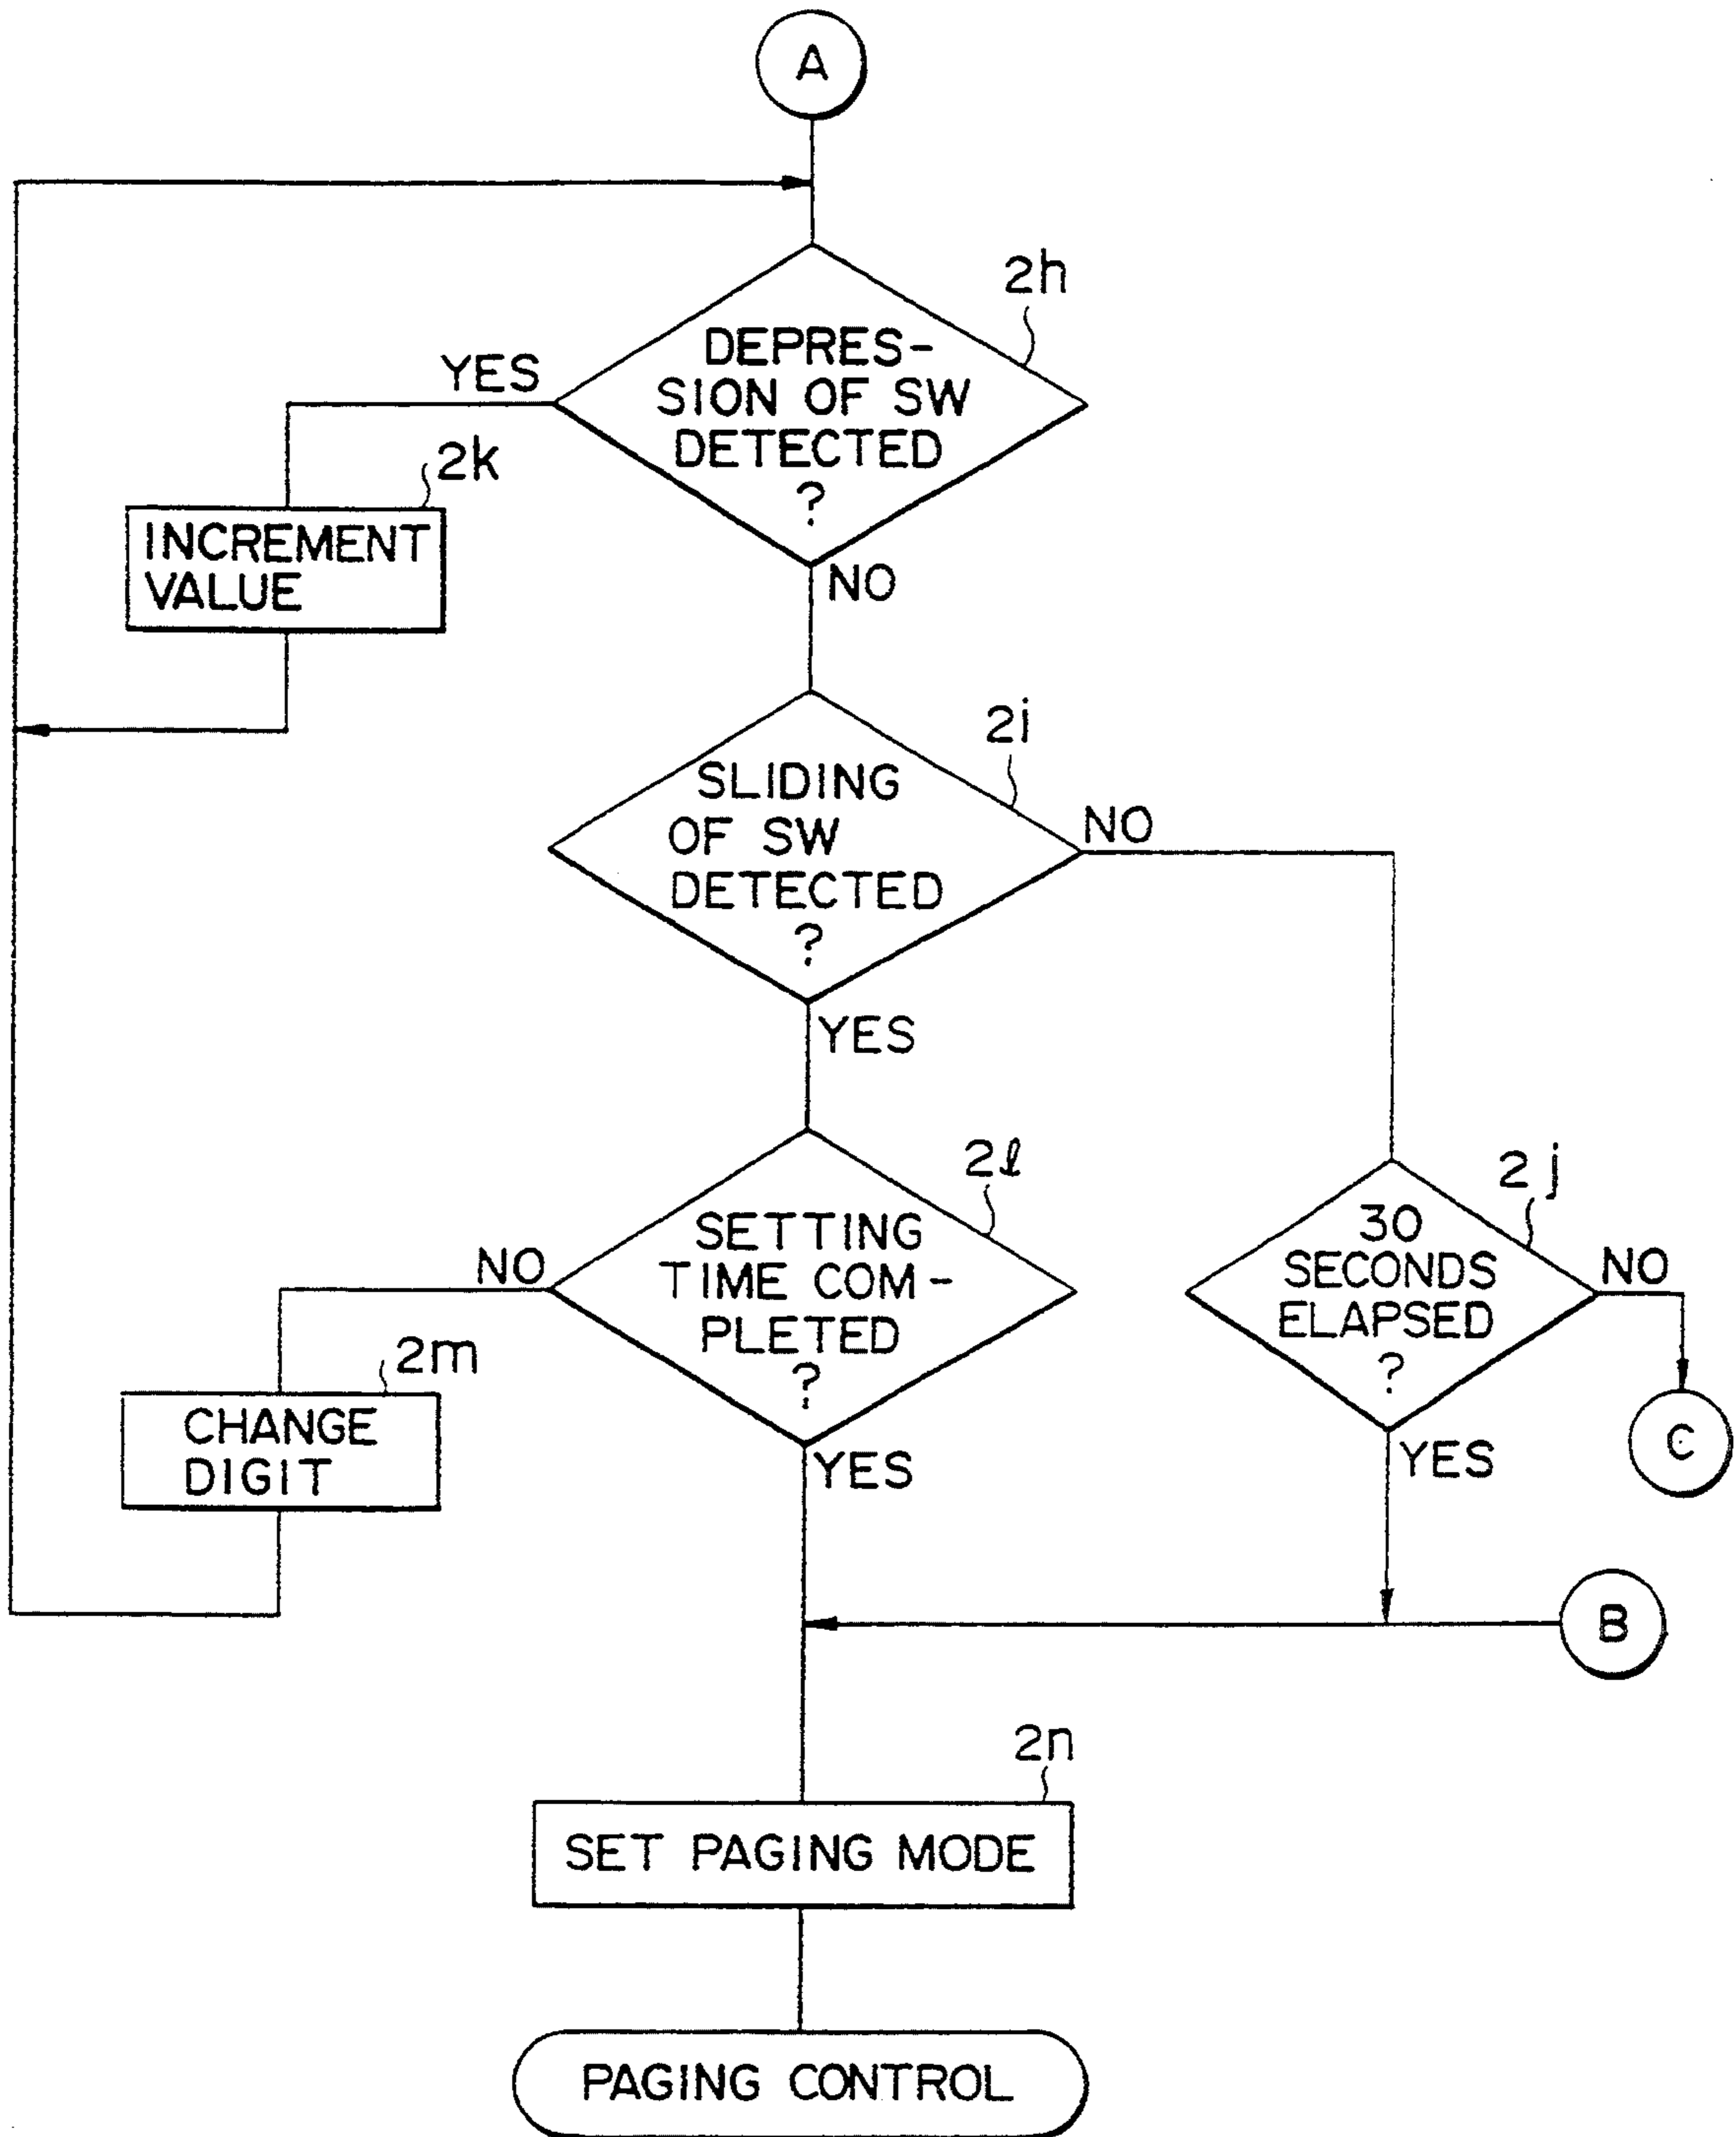 A
2h
DEPRES-
SION OF SW
DETECTED
?
YES
2k
INCREMENT
VALUE
NO
2i
SLIDING
OF SW
DETECTED
?
NO
YES
2ℓ
SETTING
TIME COM-
PLETED
?
NO
2j
30
SECONDS
ELAPSED
?
NO
2m
CHANGE
DIGIT
YES
YES
C
B
2n
SET PAGING MODE
PAGING CONTROL